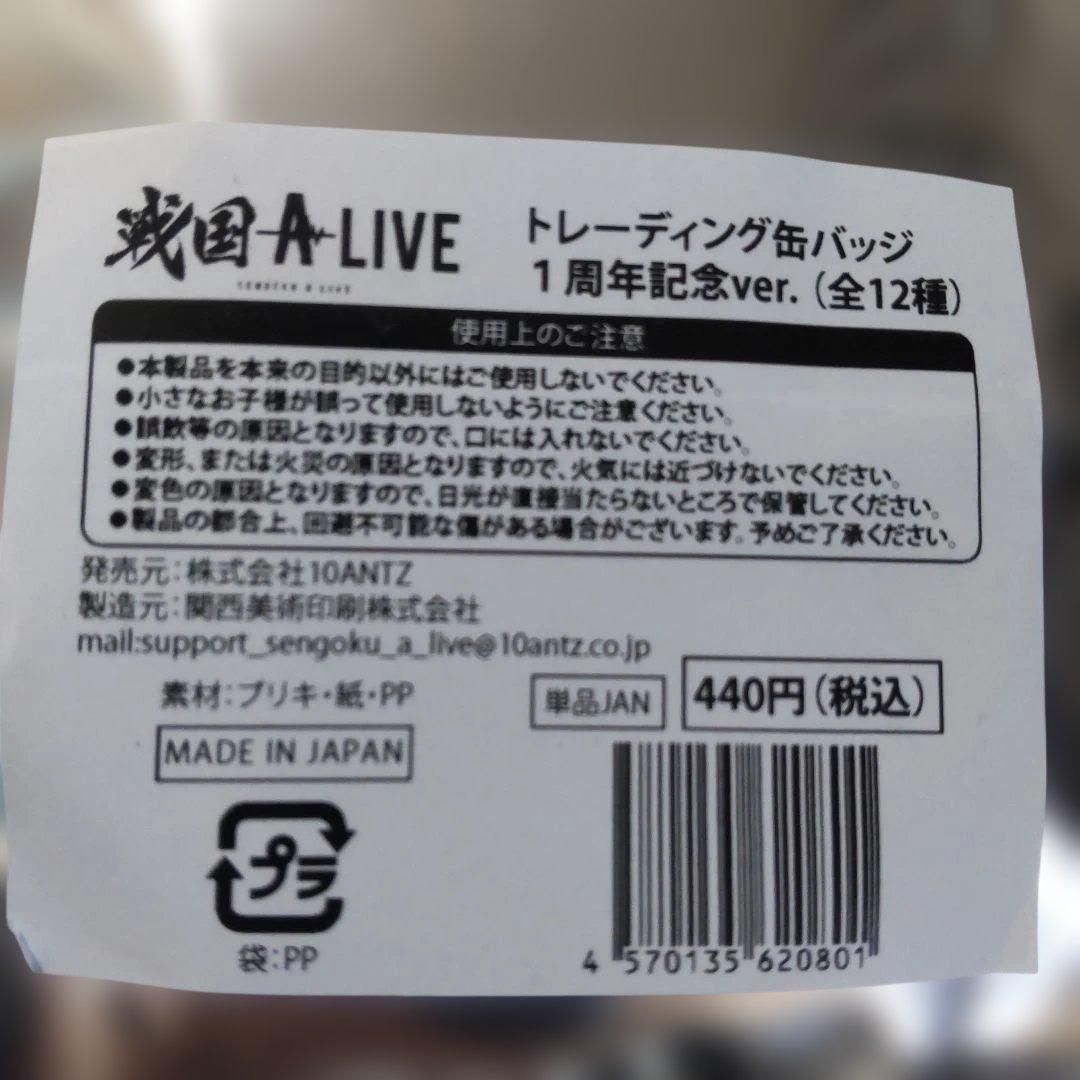 戦国A-LIVE
SENGOKU A LIVE
トレーディング缶バッジ
1周年記念ver.（全12種）
使用上のご注意
●本製品を本来の目的以外にはご使用しないでください。
●小さなお子様が誤って使用しないようにご注意ください。
●誤飲等の原因となりますので、口には入れないでください。
●変形、または火災の原因となりますので、火気には近づけないでください。
●変色の原因となりますので、日光が直接当たらないところで保管してください。
●製品の都合上、回避不可能な傷がある場合がございます。予めご了承ください。
発売元：株式会社10ANTZ
製造元：関西美術印刷株式会社
mail:support_sengoku_a_live@10antz.co.jp
素材：ブリキ・紙・PP
MADE IN JAPAN
プラ
袋：PP
単品JAN
440円（税込）
4 570135 620801